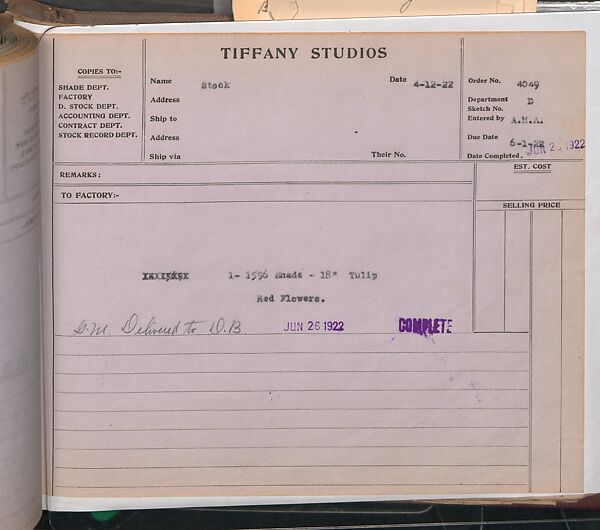 TIFFANY STUDIOS
COPIES TO:-
SHADE DEPT.
FACTORY
D. STOCK DEPT.
ACCOUNTING DEPT.
CONTRACT DEPT.
STOCK RECORD DEPT.
Name Stock Date 4-12-22
Address
Ship to
Address
Ship via Their No.
Order No. 4049
Department D
Sketch No.
Entered by A.M.A.
Due Date 6-1-22
Date Completed, JUN 2 1922
REMARKS:
EST. COST
TO FACTORY:-
SELLING PRICE
1- 1596 Shade - 18" Tulip
Red Flowers.
G.M. Delivered to D.B. JUN 26 1922 COMPLETE